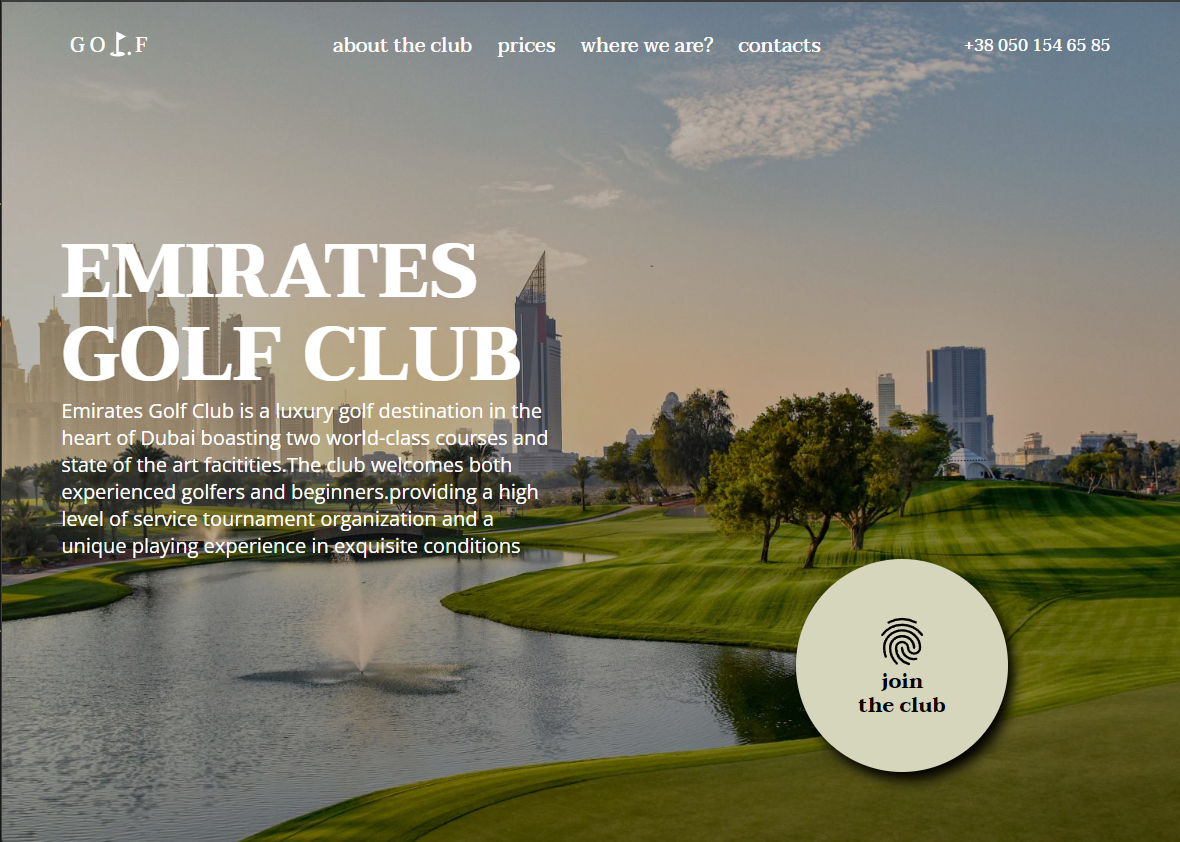 GOLF
about the club prices where we are? contacts
+38 050 154 65 85
EMIRATES
GOLF CLUB
Emirates Golf Club is a luxury golf destination in the
heart of Dubai boasting two world-class courses and
state of the art facitities.The club welcomes both
experienced golfers and beginners.providing a high
level of service tournament organization and a
unique playing experience in exquisite conditions
join
the club